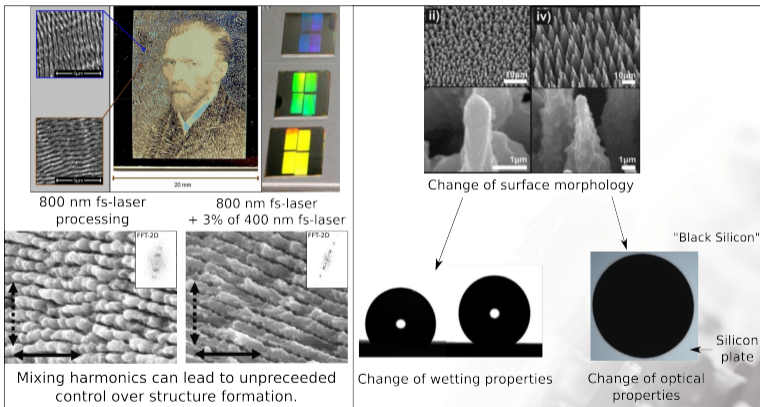 20 mm
800 nm fs-laser
processing
800 nm fs-laser
+ 3% of 400 nm fs-laser
FFT-2D
FFT-2D
Mixing harmonics can lead to unpreceeded
control over structure formation.
ii)
iv)
10µm
10µm
1µm
1µm
Change of surface morphology
"Black Silicon"
Silicon
plate
Change of wetting properties
Change of optical
properties